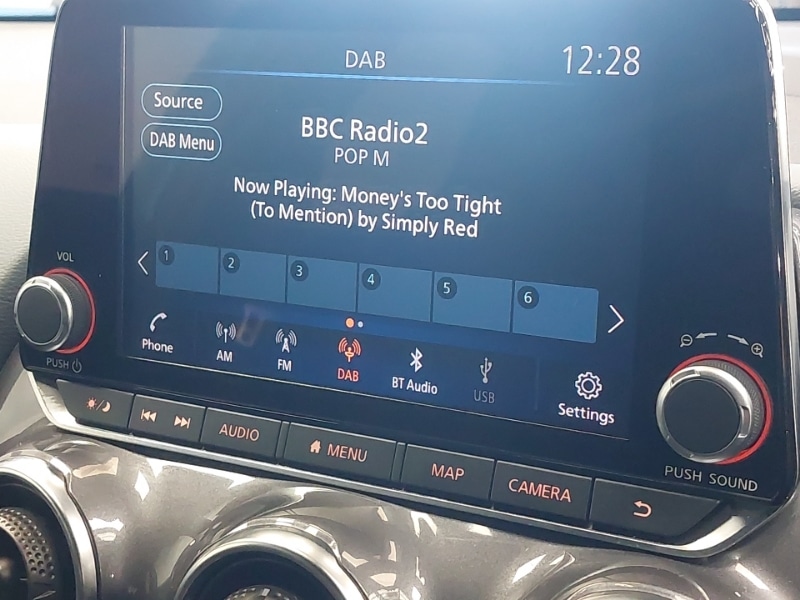 DAB
12:28
Source
DAB Menu
BBC Radio2
POP M
Now Playing: Money's Too Tight
(To Mention) by Simply Red
1 2 3 4 5 6
VOL
PUSH
Phone
AM
FM
DAB
BT Audio
USB
Settings
PUSH SOUND
AUDIO
MENU
MAP
CAMERA